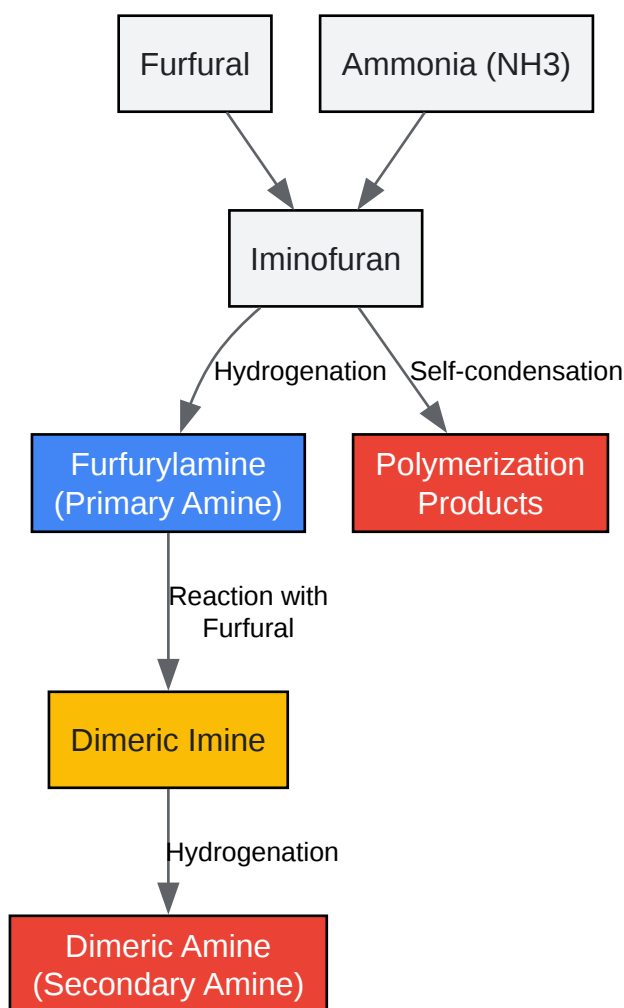 Furfural
Ammonia (NH3)
Iminofuran
Hydrogenation
Self-condensation
Furfurylamine
(Primary Amine)
Polymerization
Products
Reaction with
Furfural
Dimeric Imine
Hydrogenation
Dimeric Amine
(Secondary Amine)